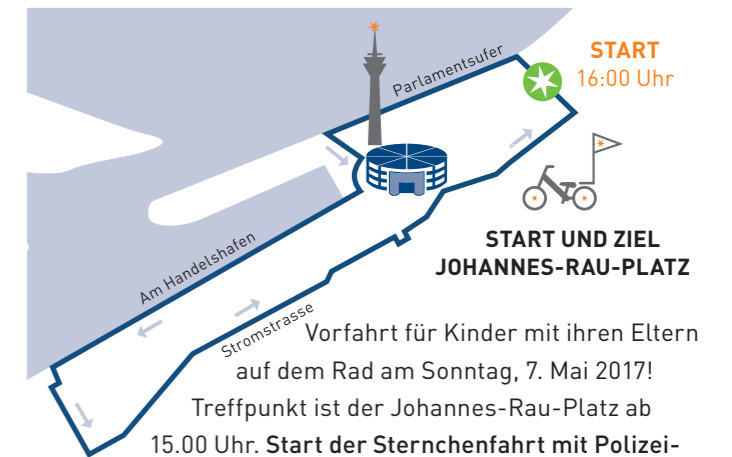 START
16:00 Uhr
Parlamentsufer
START UND ZIEL
JOHANNES-RAU-PLATZ
Am Handelshafen
Stromstrasse
Vorfahrt für Kinder mit ihren Eltern
auf dem Rad am Sonntag, 7. Mai 2017!
Treffpunkt ist der Johannes-Rau-Platz ab
15.00 Uhr. Start der Sternchenfahrt mit Polizei-